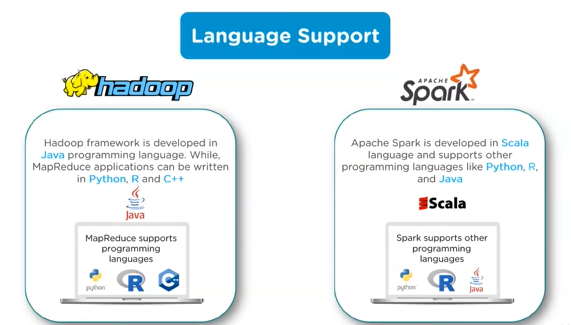 Language Support
hadoop
APACHE
Spark™
Hadoop framework is developed in
Java programming language. While,
MapReduce applications can be written
in Python, R and C++
Java
MapReduce supports
programming
languages
python
R
C++
Apache Spark is developed in Scala
language and supports other
programming languages like Python, R,
and Java
Scala
Spark supports other
programming
languages
python
R
Java